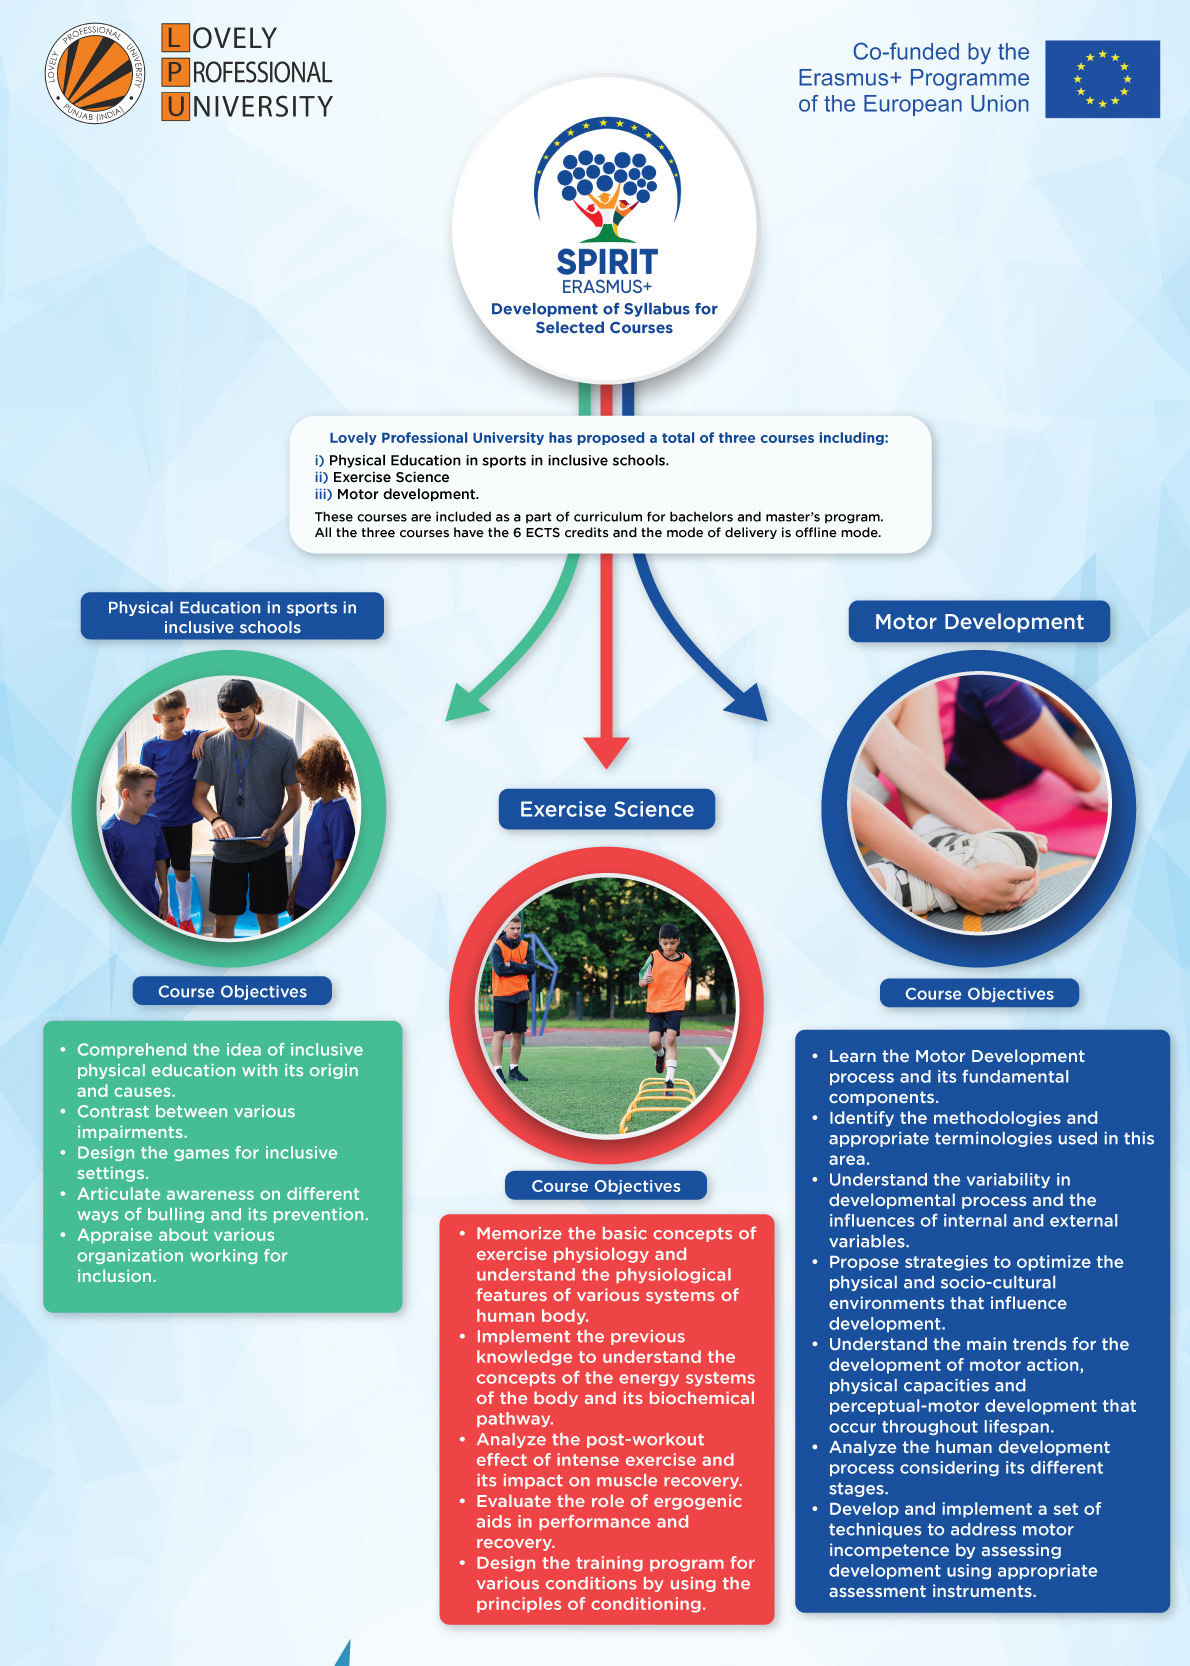 LOVELY PROFESSIONAL UNIVERSITY
PUNJAB (INDIA)
LOVELY
PROFESSIONAL
UNIVERSITY
Co-funded by the
Erasmus+ Programme
of the European Union
SPIRIT
ERASMUS+
Development of Syllabus for
Selected Courses
Lovely Professional University has proposed a total of three courses including:
i) Physical Education in sports in inclusive schools.
ii) Exercise Science
iii) Motor development.
These courses are included as a part of curriculum for bachelors and master's program.
All the three courses have the 6 ECTS credits and the mode of delivery is offline mode.
Physical Education in sports in
inclusive schools
Course Objectives
• Comprehend the idea of inclusive
physical education with its origin
and causes.
• Contrast between various
impairments.
• Design the games for inclusive
settings.
• Articulate awareness on different
ways of bulling and its prevention.
• Appraise about various
organization working for
inclusion.
Exercise Science
Course Objectives
• Memorize the basic concepts of
exercise physiology and
understand the physiological
features of various systems of
human body.
• Implement the previous
knowledge to understand the
concepts of the energy systems
of the body and its biochemical
pathway.
• Analyze the post-workout
effect of intense exercise and
its impact on muscle recovery.
• Evaluate the role of ergogenic
aids in performance and
recovery.
• Design the training program for
various conditions by using the
principles of conditioning.
Motor Development
Course Objectives
• Learn the Motor Development
process and its fundamental
components.
• Identify the methodologies and
appropriate terminologies used in this
area.
• Understand the variability in
developmental process and the
influences of internal and external
variables.
• Propose strategies to optimize the
physical and socio-cultural
environments that influence
development.
• Understand the main trends for the
development of motor action,
physical capacities and
perceptual-motor development that
occur throughout lifespan.
• Analyze the human development
process considering its different
stages.
• Develop and implement a set of
techniques to address motor
incompetence by assessing
development using appropriate
assessment instruments.